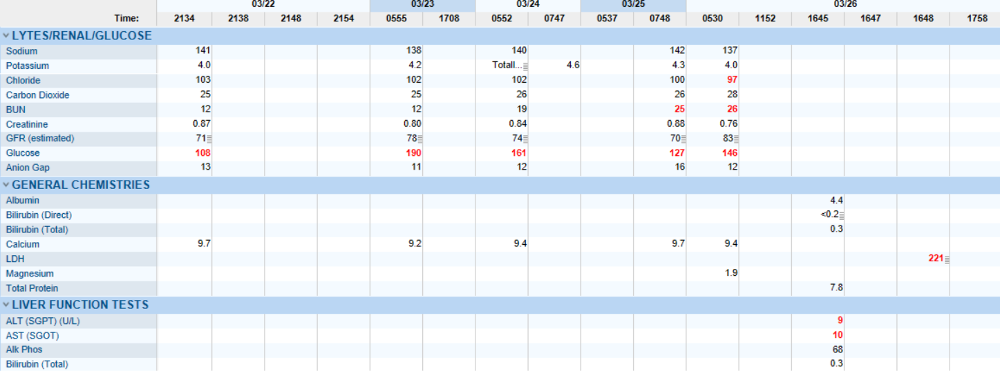 03/22 03/23 03/24 03/25 03/26
Time: 2134 2138 2148 2154 0555 1708 0552 0747 0537 0748 0530 1152 1645 1647 1648 1758
LYTES/RENAL/GLUCOSE
Sodium 141 138 140 142 137
Potassium 4.0 4.2 Totall... 4.6 4.3 4.0
Chloride 103 102 102 100 97
Carbon Dioxide 25 25 26 26 28
BUN 12 12 19 25 26
Creatinine 0.87 0.80 0.84 0.88 0.76
GFR (estimated) 71 78 74 70 83
Glucose 108 190 161 127 146
Anion Gap 13 11 12 16 12
GENERAL CHEMISTRIES
Albumin 4.4
Bilirubin (Direct) <0.2
Bilirubin (Total) 0.3
Calcium 9.7 9.2 9.4 9.7 9.4
LDH 221
Magnesium 1.9
Total Protein 7.8
LIVER FUNCTION TESTS
ALT (SGPT) (U/L) 9
AST (SGOT) 10
Alk Phos 68
Bilirubin (Total) 0.3